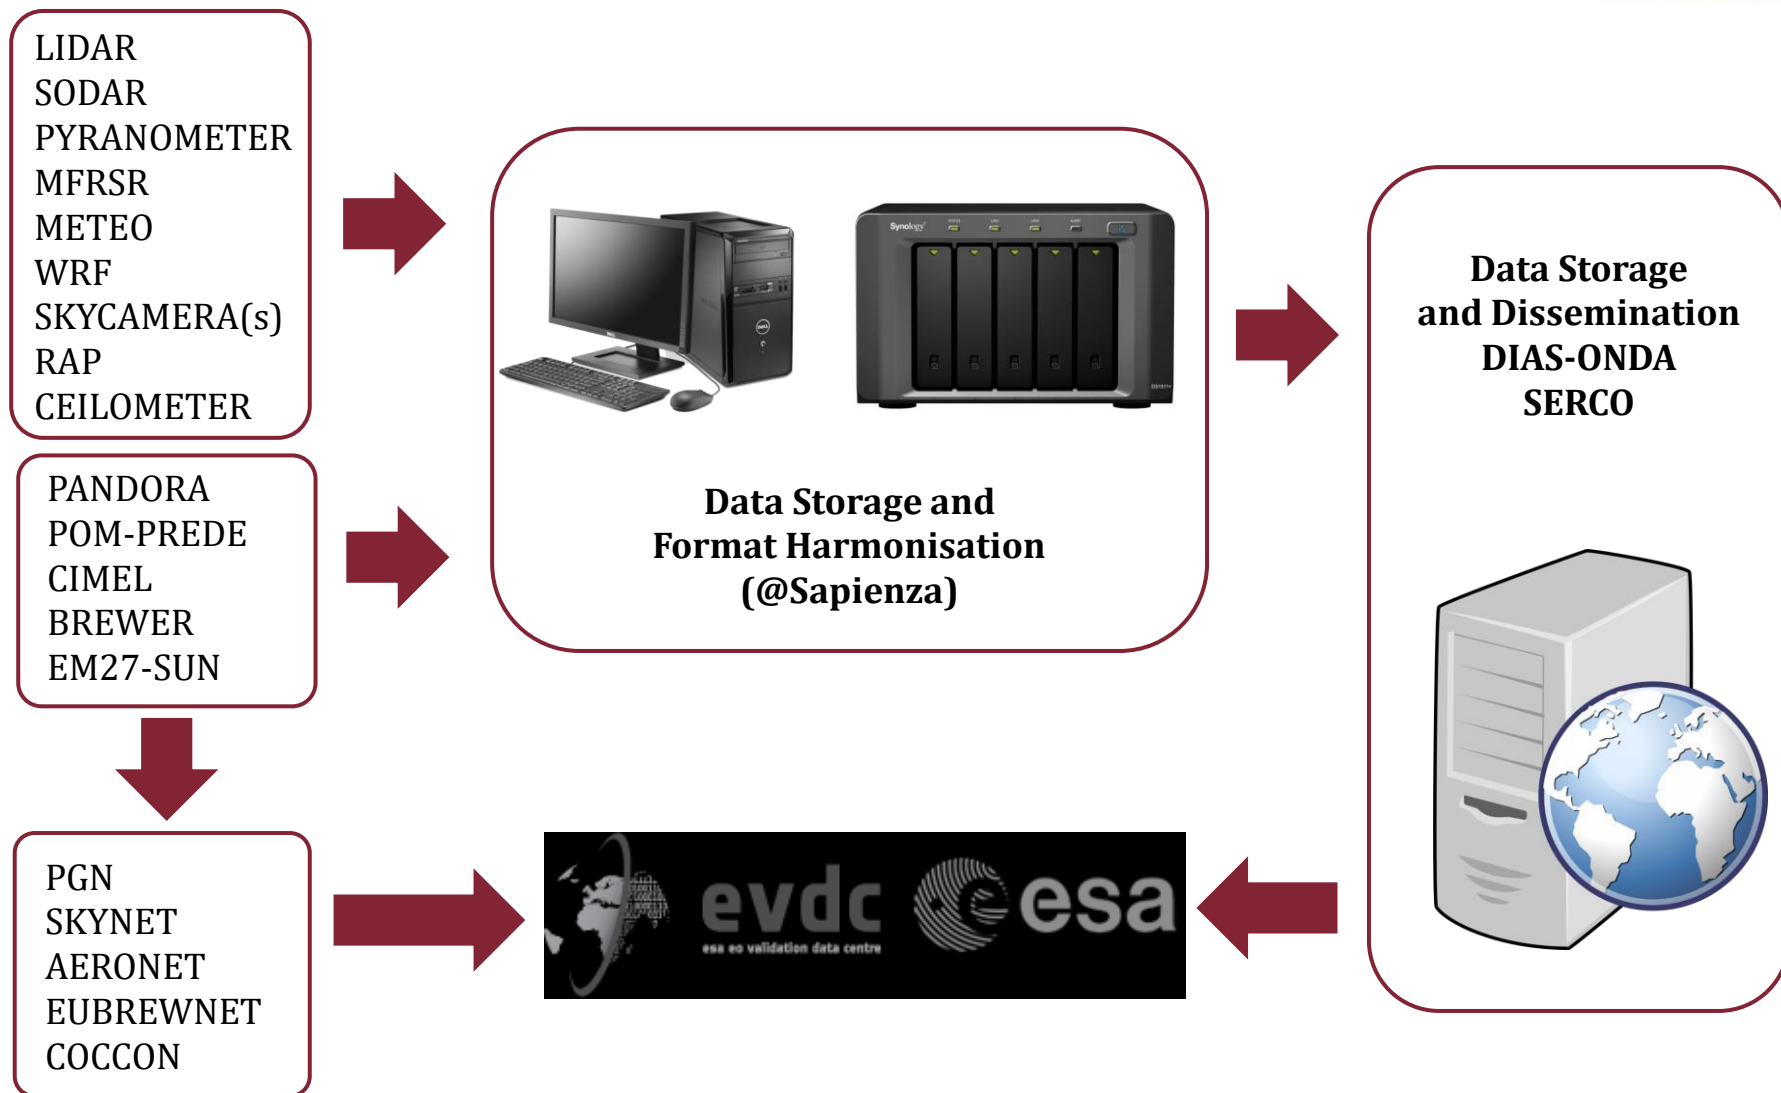 LIDAR
SODAR
PYRANOMETER
MFRSR
METEO
WRF
SKYCAMERA(s)
RAP
CEILOMETER
PANDORA
POM-PREDE
CIMEL
BREWER
EM27-SUN
PGN
SKYNET
AERONET
EUBREWNET
COCCON
Synology
DELL
Data Storage and
Format Harmonisation
(@Sapienza)
evdc
esa eo validation data centre
esa
Data Storage
and Dissemination
DIAS-ONDA
SERCO